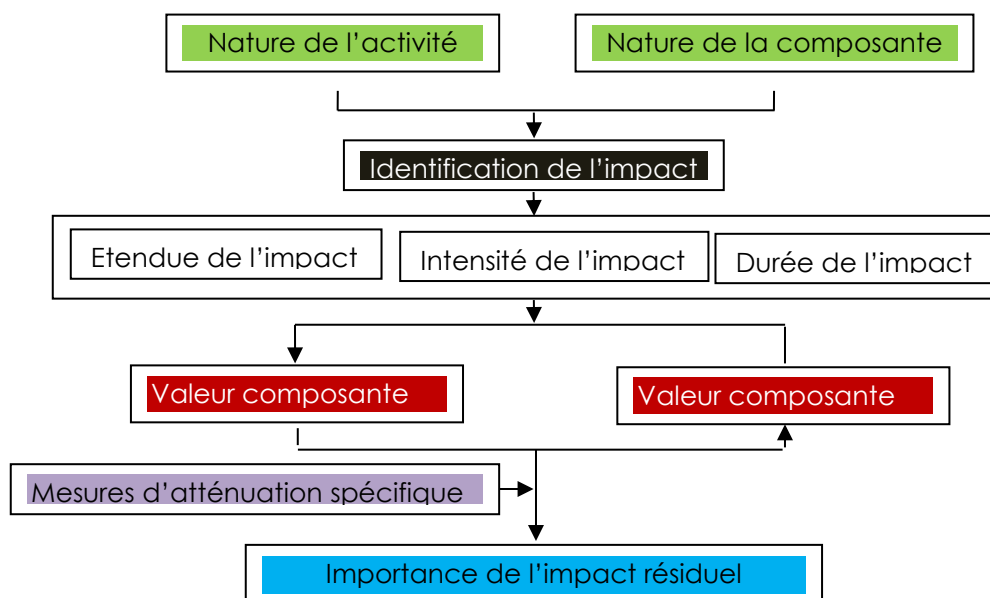 Nature de l’activité
Nature de la composante
Identification de l’impact
Etendue de l’impact
Intensité de l’impact
Durée de l’impact
Valeur composante
Valeur composante
Mesures d’atténuation spécifique
Importance de l’impact résiduel